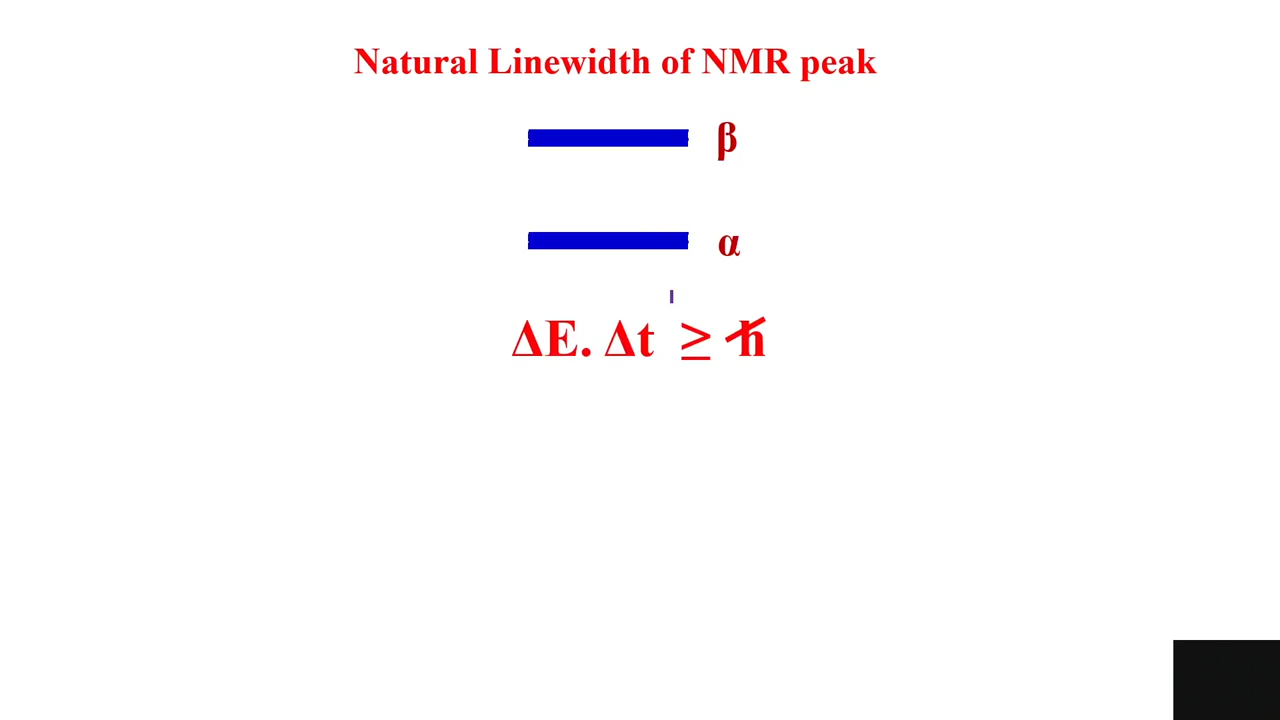 Natural Linewidth of NMR peak
β
α
ΔE. Δt ≥ ħ